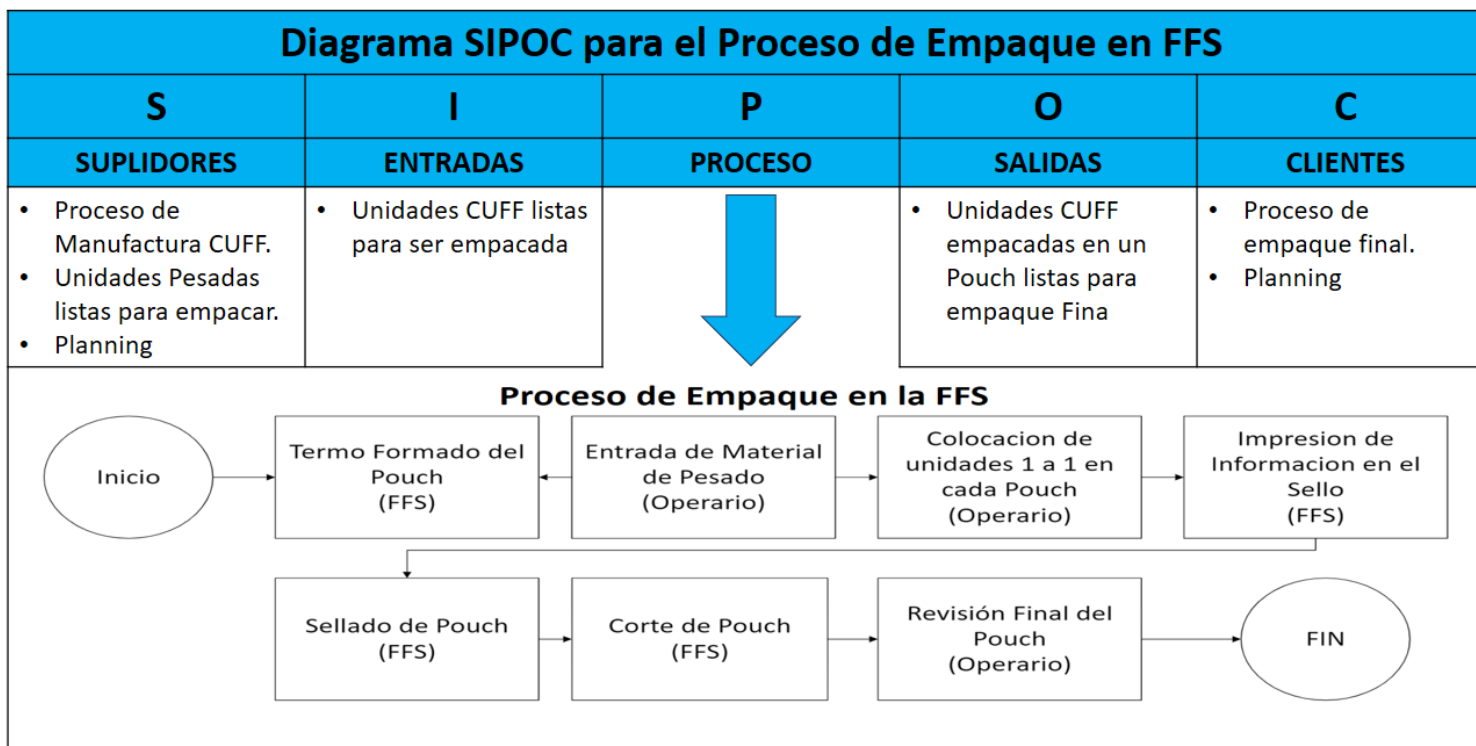 Diagrama SIPOC para el Proceso de Empaque en FFS
S
I
P
O
C
SUPLIDORES
ENTRADAS
PROCESO
SALIDAS
CLIENTES
• Proceso de
Manufactura CUFF.
• Unidades Pesadas
listas para empacar.
• Planning
• Unidades CUFF listas
para ser empacada
• Unidades CUFF
empacadas en un
Pouch listas para
empaque Fina
• Proceso de
empaque final.
• Planning
Proceso de Empaque en la FFS
Inicio
Termo Formado del
Pouch
(FFS)
Entrada de Material
de Pesado
(Operario)
Colocacion de
unidades 1 a 1 en
cada Pouch
(Operario)
Impresion de
Informacion en el
Sello
(FFS)
Sellado de Pouch
(FFS)
Corte de Pouch
(FFS)
Revisión Final del
Pouch
(Operario)
FIN